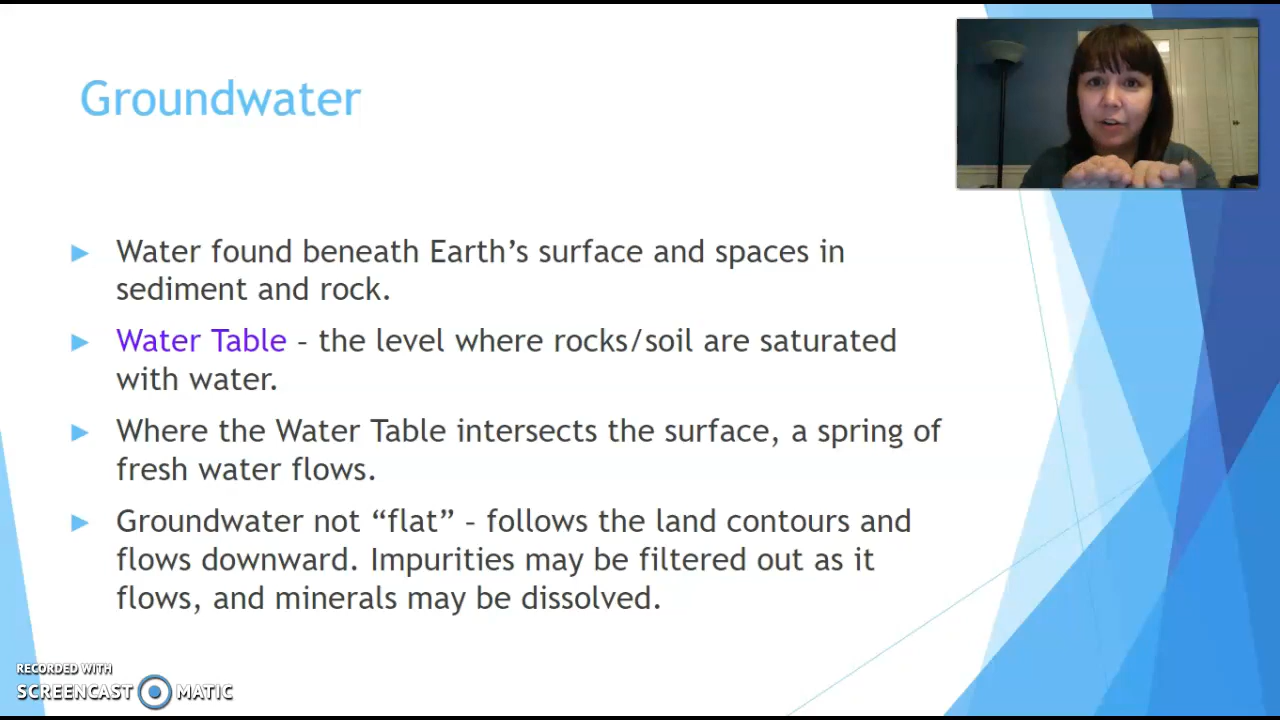 Groundwater
Water found beneath Earth’s surface and spaces in
sediment and rock.
Water Table – the level where rocks/soil are saturated
with water.
Where the Water Table intersects the surface, a spring of
fresh water flows.
Groundwater not “flat” – follows the land contours and
flows downward. Impurities may be filtered out as it
flows, and minerals may be dissolved.
RECORDED WITH
SCREENCAST MATIC